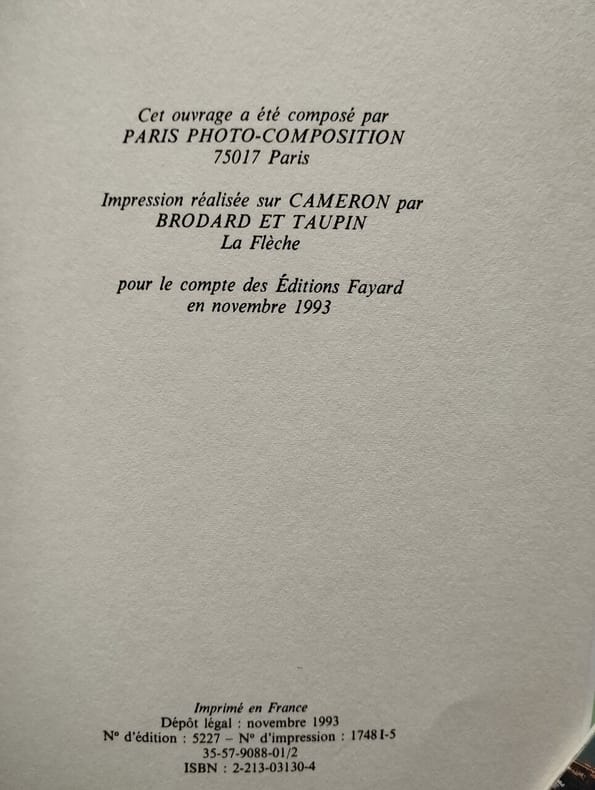 Cet ouvrage a été composé par
PARIS PHOTO-COMPOSITION
75017 Paris
Impression réalisée sur CAMERON par
BRODARD ET TAUPIN
La Flèche
pour le compte des Éditions Fayard
en novembre 1993
Imprimé en France
Dépôt légal : novembre 1993
N° d'édition : 5227 – N° d'impression : 1748 I-5
35-57-9088-01/2
ISBN : 2-213-03130-4